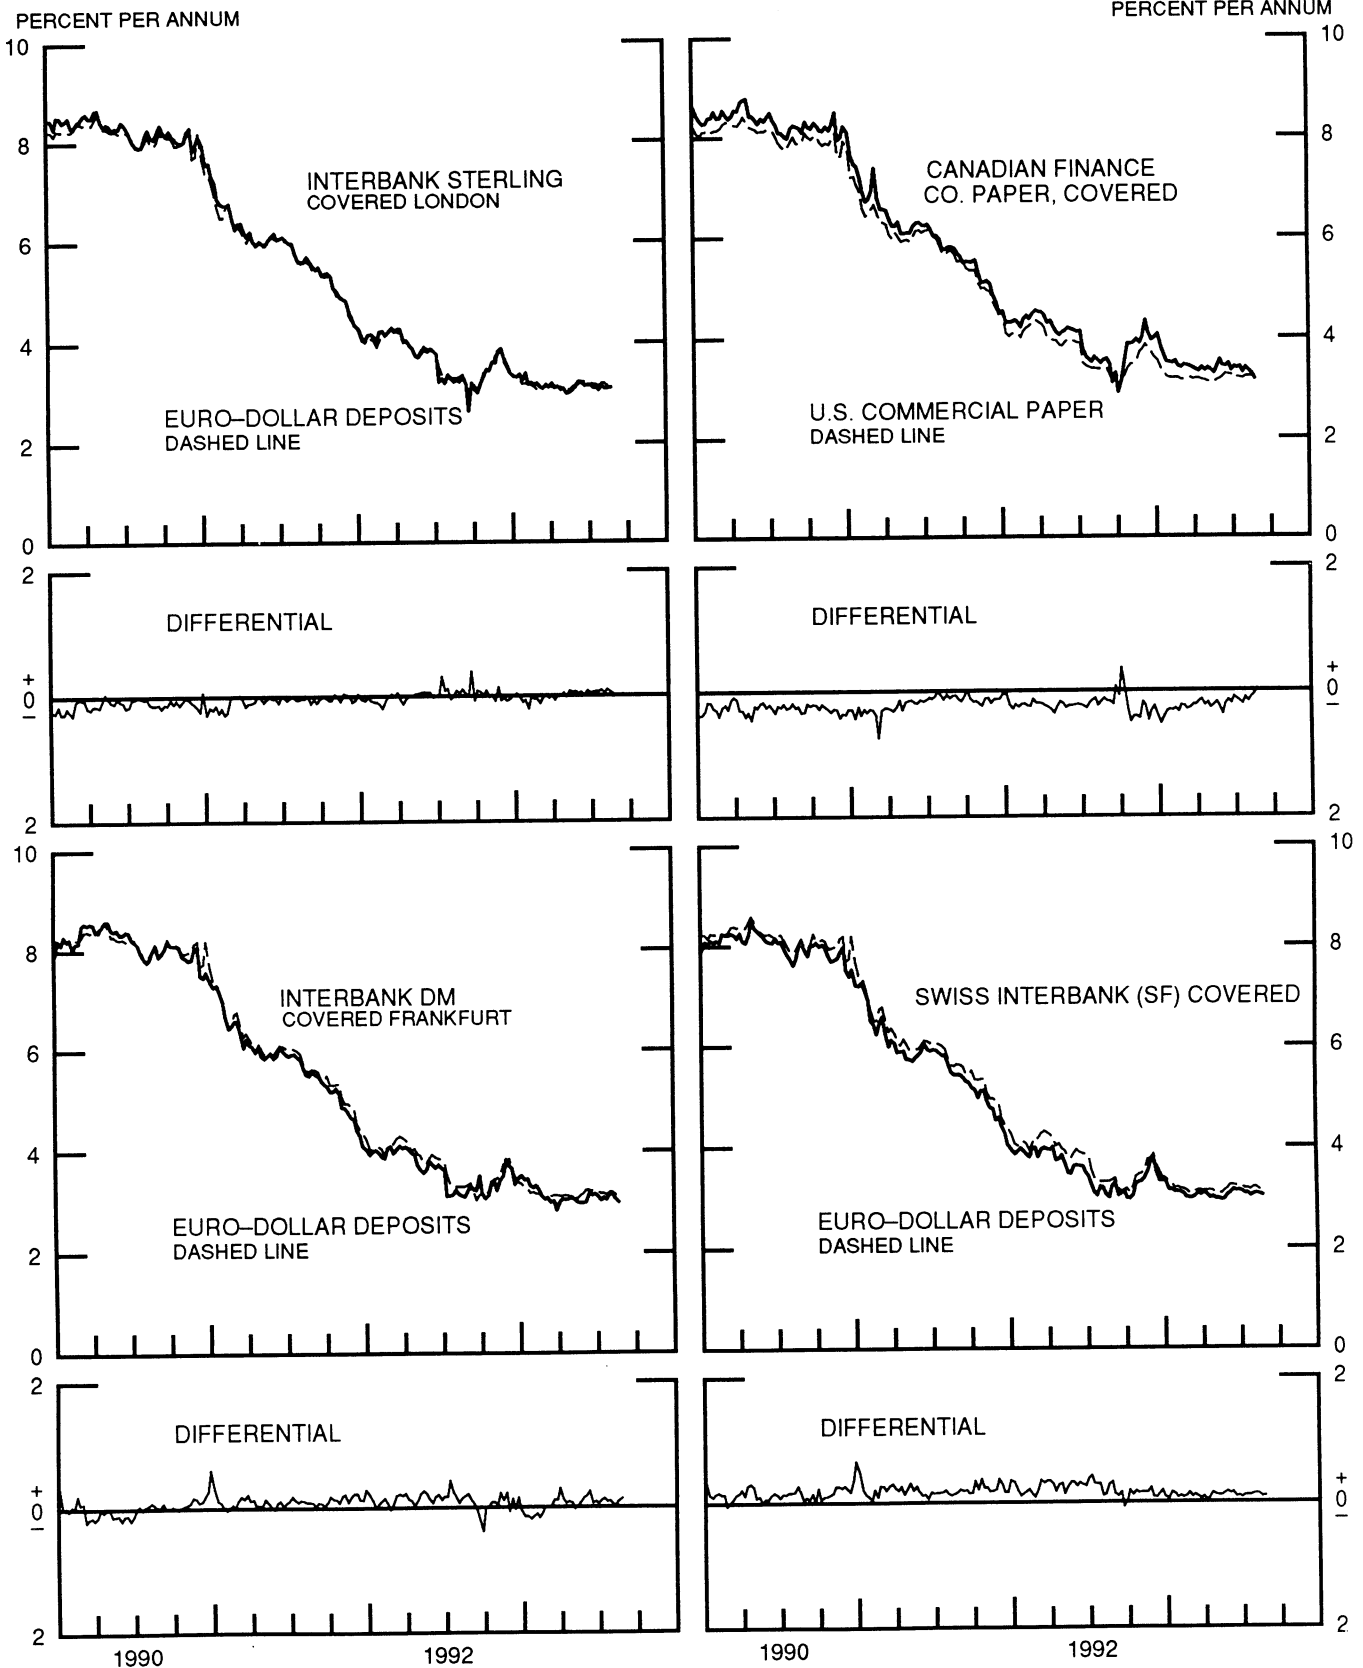 PERCENT PER ANNUM
PERCENT PER ANNUM
10
8
6
4
2
0
INTERBANK STERLING
COVERED LONDON
EURO–DOLLAR DEPOSITS
DASHED LINE
CANADIAN FINANCE
CO. PAPER, COVERED
U.S. COMMERCIAL PAPER
DASHED LINE
10
8
6
4
2
0
2
+
0
–
2
DIFFERENTIAL
DIFFERENTIAL
2
+
0
–
2
10
8
6
4
2
0
INTERBANK DM
COVERED FRANKFURT
EURO–DOLLAR DEPOSITS
DASHED LINE
SWISS INTERBANK (SF) COVERED
EURO–DOLLAR DEPOSITS
DASHED LINE
10
8
6
4
2
0
2
+
0
–
2
DIFFERENTIAL
DIFFERENTIAL
2
+
0
–
2
1990
1992
1990
1992